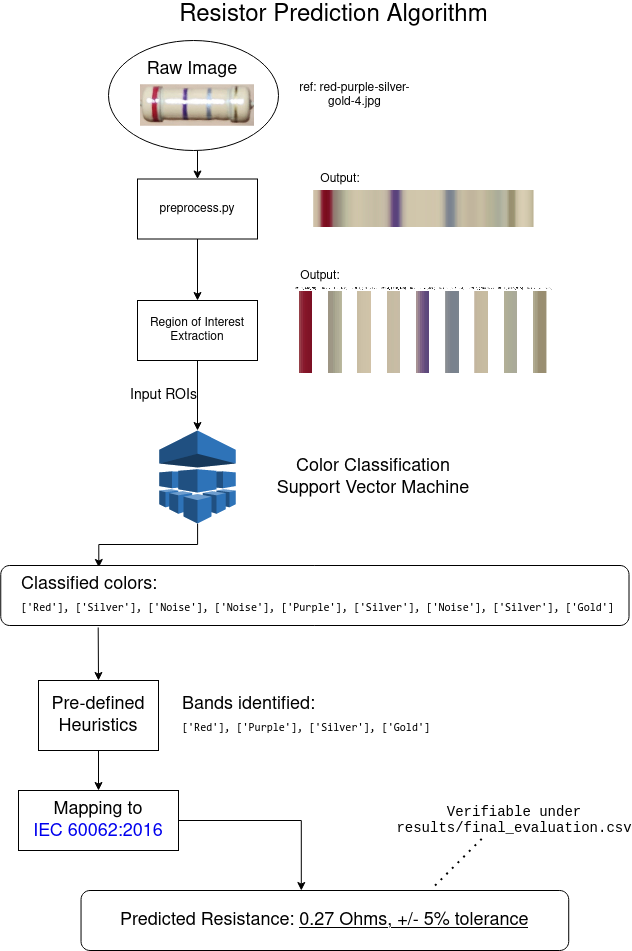 Resistor Prediction Algorithm
Raw Image
ref: red-purple-silver-
gold-4.jpg
preprocess.py
Output:
Output:
Region of Interest
Extraction
Input ROIs
Color Classification
Support Vector Machine
Classified colors:
['Red'], ['Silver'], ['Noise'], ['Noise'], ['Purple'], ['Silver'], ['Noise'], ['Silver'], ['Gold']
Pre-defined
Heuristics
Bands identified:
['Red'], ['Purple'], ['Silver'], ['Gold']
Mapping to
IEC 60062:2016
Verifiable under
results/final_evaluation.csv
Predicted Resistance: 0.27 Ohms, +/- 5% tolerance